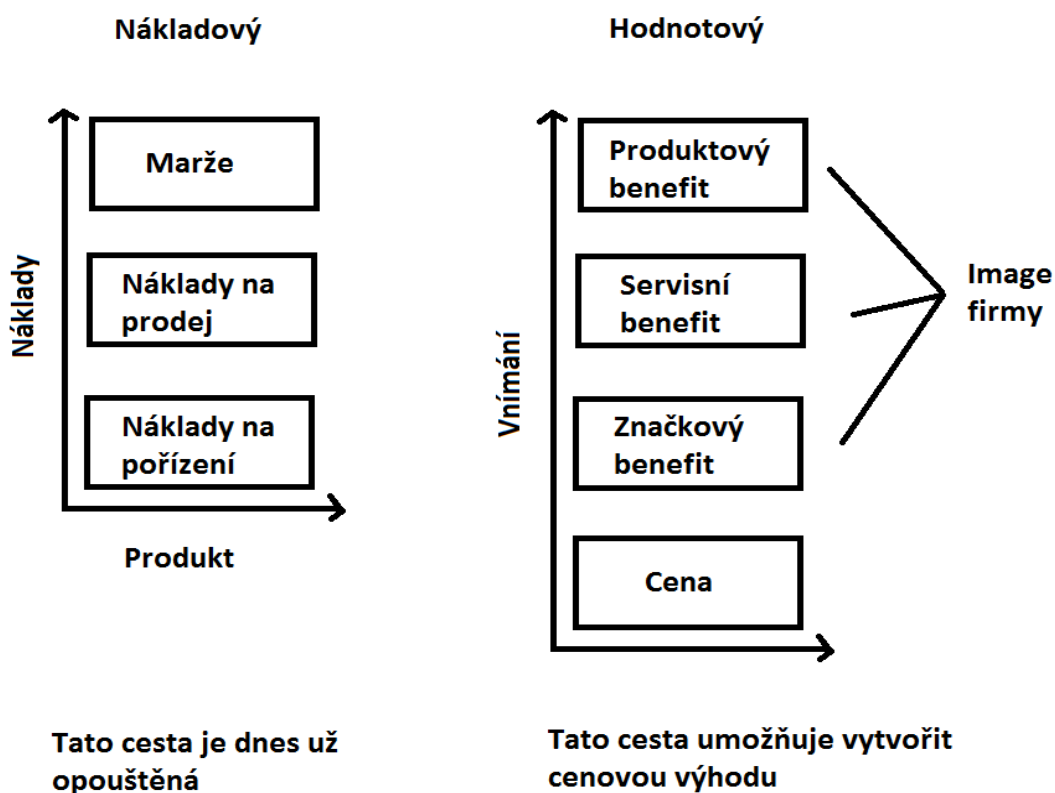 Nákladový
Náklady
Marže
Náklady na
prodej
Náklady na
pořízení
Produkt
Tato cesta je dnes už
opouštěná
Hodnotový
Vnímání
Produktový
benefit
Servisní
benefit
Značkový
benefit
Cena
Image
firmy
Tato cesta umožňuje vytvořit
cenovou výhodu